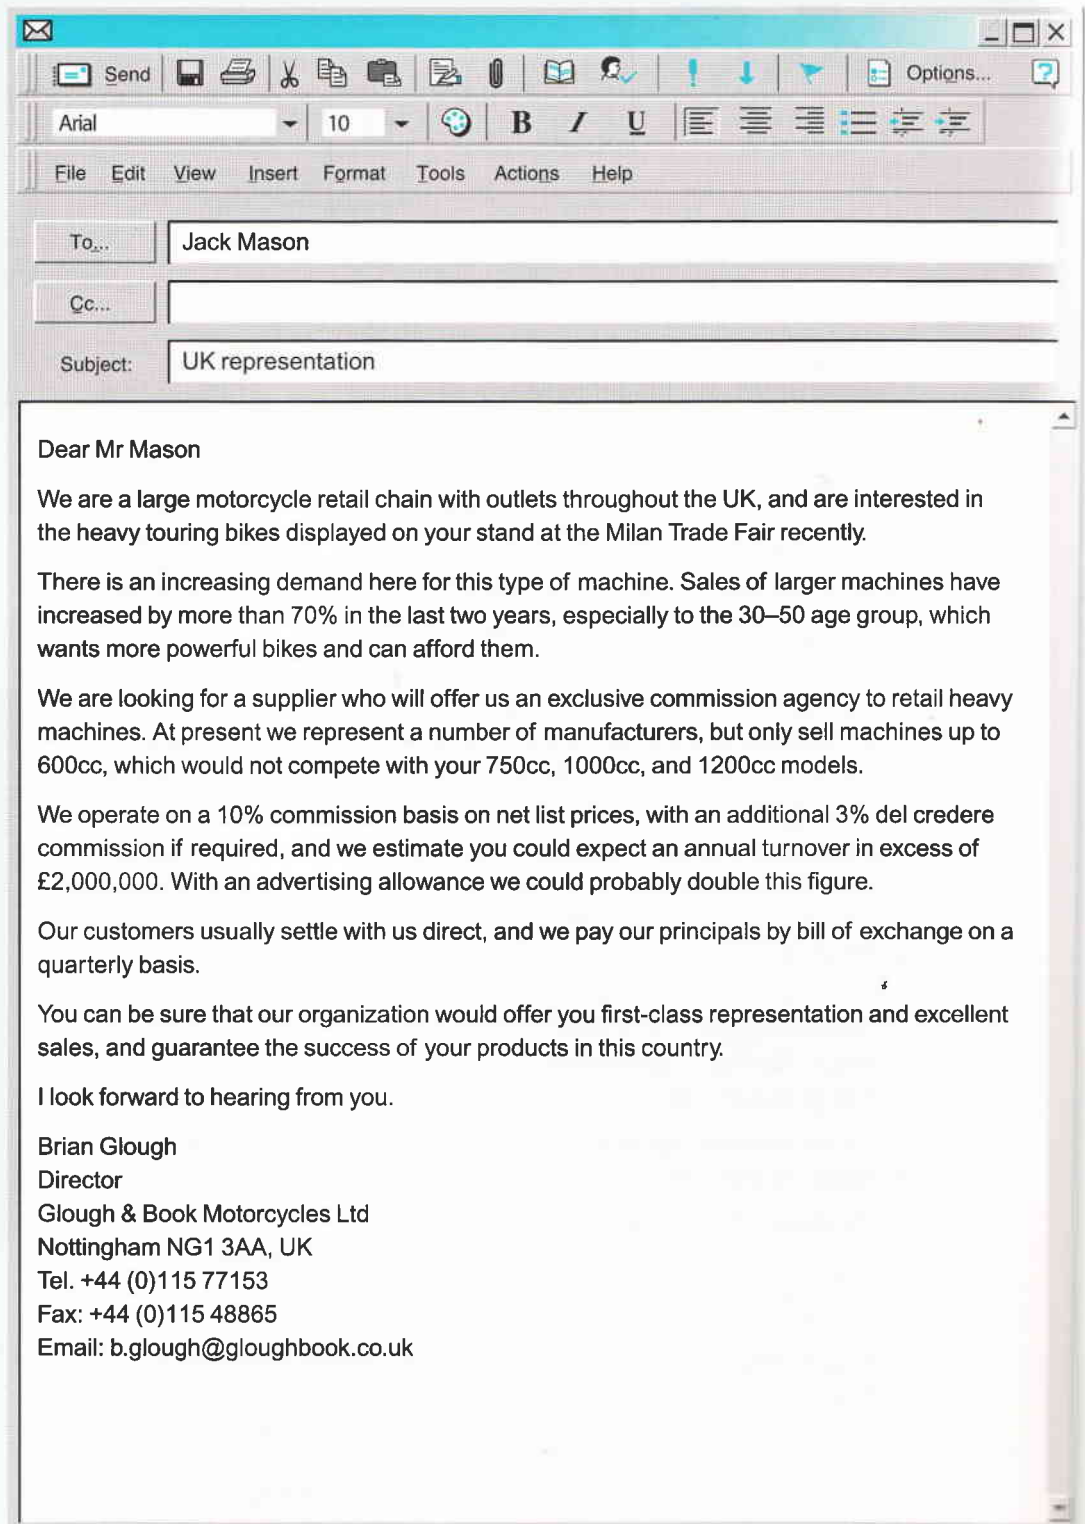 Send
Options...
Arial
10
B I U
File Edit View Insert Format Tools Actions Help
To...
Jack Mason
Cc...
Subject:
UK representation
Dear Mr Mason
We are a large motorcycle retail chain with outlets throughout the UK, and are interested in
the heavy touring bikes displayed on your stand at the Milan Trade Fair recently.
There is an increasing demand here for this type of machine. Sales of larger machines have
increased by more than 70% in the last two years, especially to the 30–50 age group, which
wants more powerful bikes and can afford them.
We are looking for a supplier who will offer us an exclusive commission agency to retail heavy
machines. At present we represent a number of manufacturers, but only sell machines up to
600cc, which would not compete with your 750cc, 1000cc, and 1200cc models.
We operate on a 10% commission basis on net list prices, with an additional 3% del credere
commission if required, and we estimate you could expect an annual turnover in excess of
£2,000,000. With an advertising allowance we could probably double this figure.
Our customers usually settle with us direct, and we pay our principals by bill of exchange on a
quarterly basis.
You can be sure that our organization would offer you first-class representation and excellent
sales, and guarantee the success of your products in this country.
I look forward to hearing from you.
Brian Glough
Director
Glough & Book Motorcycles Ltd
Nottingham NG1 3AA, UK
Tel. +44 (0)115 77153
Fax: +44 (0)115 48865
Email: b.glough@gloughbook.co.uk